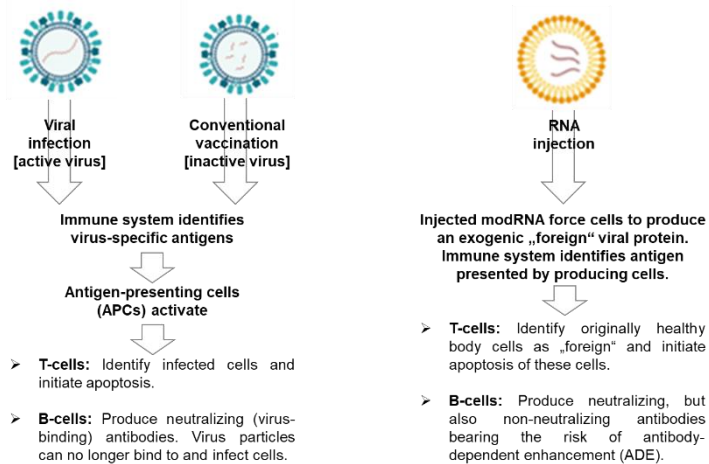 Viral
infection
[active virus]
Conventional
vaccination
[inactive virus]
Immune system identifies
virus-specific antigens
Antigen-presenting cells
(APCs) activate
➢ T-cells: Identify infected cells and
initiate apoptosis.
➢ B-cells: Produce neutralizing (virus-
binding) antibodies. Virus particles
can no longer bind to and infect cells.
RNA
injection
Injected modRNA force cells to produce
an exogenic „foreign“ viral protein.
Immune system identifies antigen
presented by producing cells.
➢ T-cells: Identify originally healthy
body cells as „foreign“ and initiate
apoptosis of these cells.
➢ B-cells: Produce neutralizing, but
also non-neutralizing antibodies
bearing the risk of antibody-
dependent enhancement (ADE).